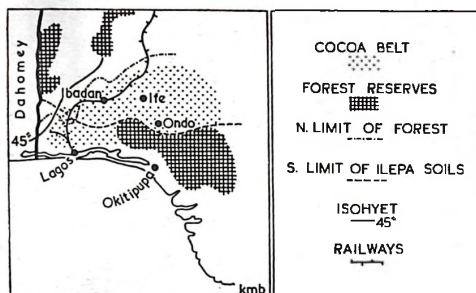 Dahomey
Ibadan
Ife
Ondo
45"
Lagos
Okitipupa
kmb
COCOA BELT
FOREST RESERVES
N. LIMIT OF FOREST
S. LIMIT OF ILEPA SOILS
ISOHYET
45"
RAILWAYS